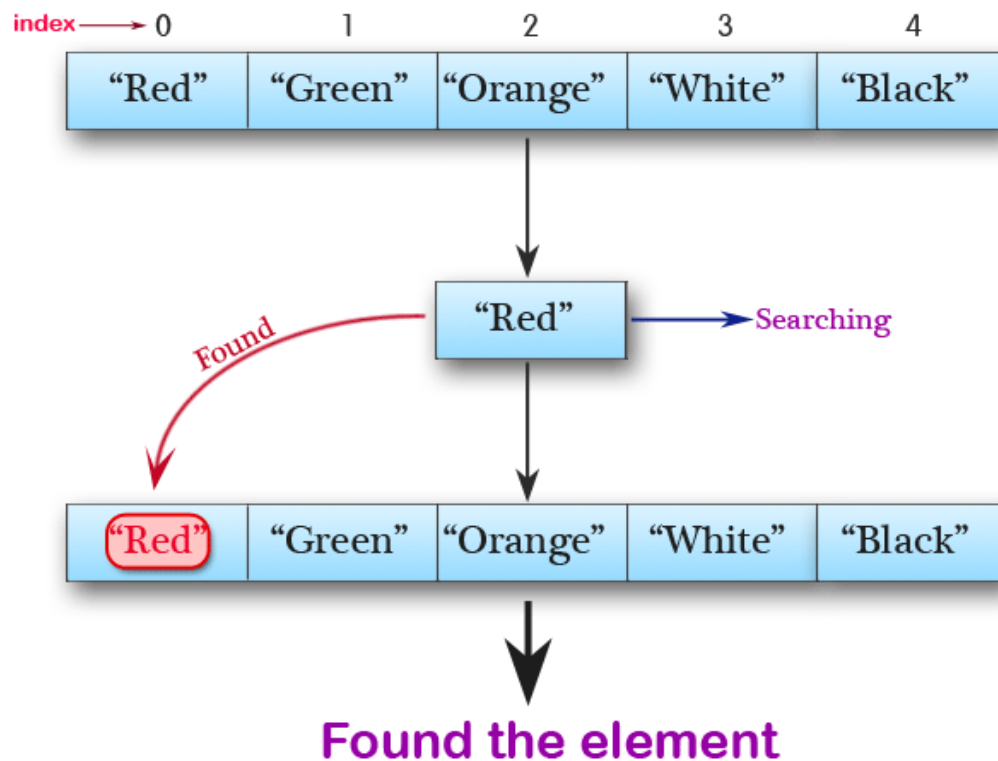 index 0 1 2 3 4
“Red” “Green” “Orange” “White” “Black”
“Red” Searching
Found
“Red” “Green” “Orange” “White” “Black”
Found the element